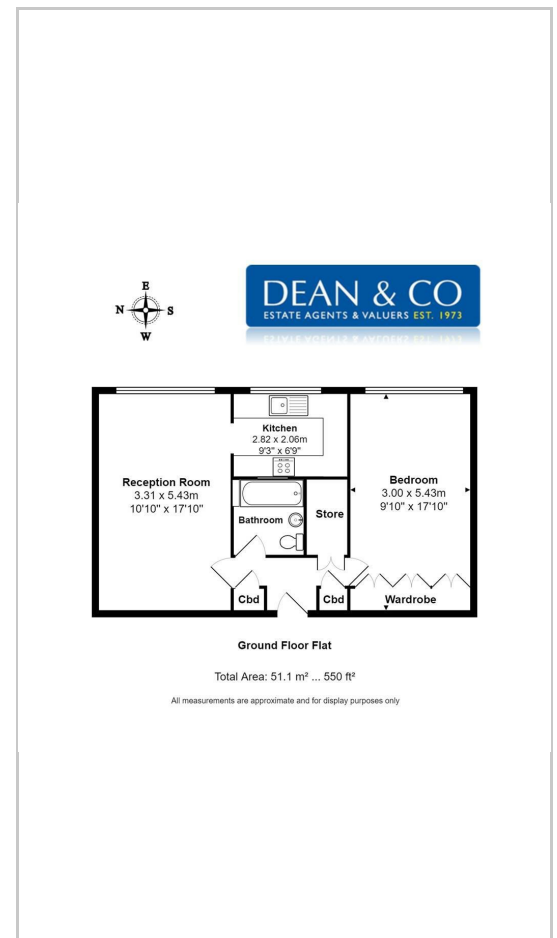 DEAN & CO
ESTATE AGENTS & VALUERS EST. 1973
E
N S
W
Kitchen
2.82 x 2.06m
9'3" x 6'9"
Reception Room
3.31 x 5.43m
10'10" x 17'10"
Bedroom
3.00 x 5.43m
9'10" x 17'10"
Bathroom
Store
Cbd
Cbd
Wardrobe
Ground Floor Flat
Total Area: 51.1 m² ... 550 ft²
All measurements are approximate and for display purposes only